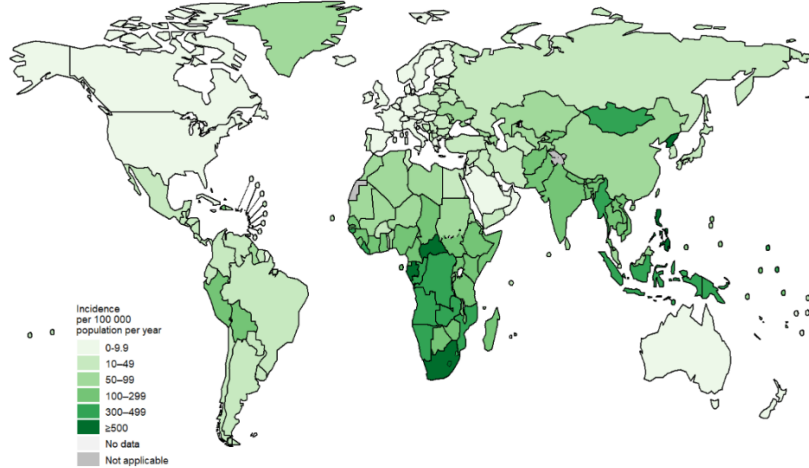 Incidence
per 100 000
population per year
0-9.9
10–49
50–99
100–299
300–499
≥500
No data
Not applicable